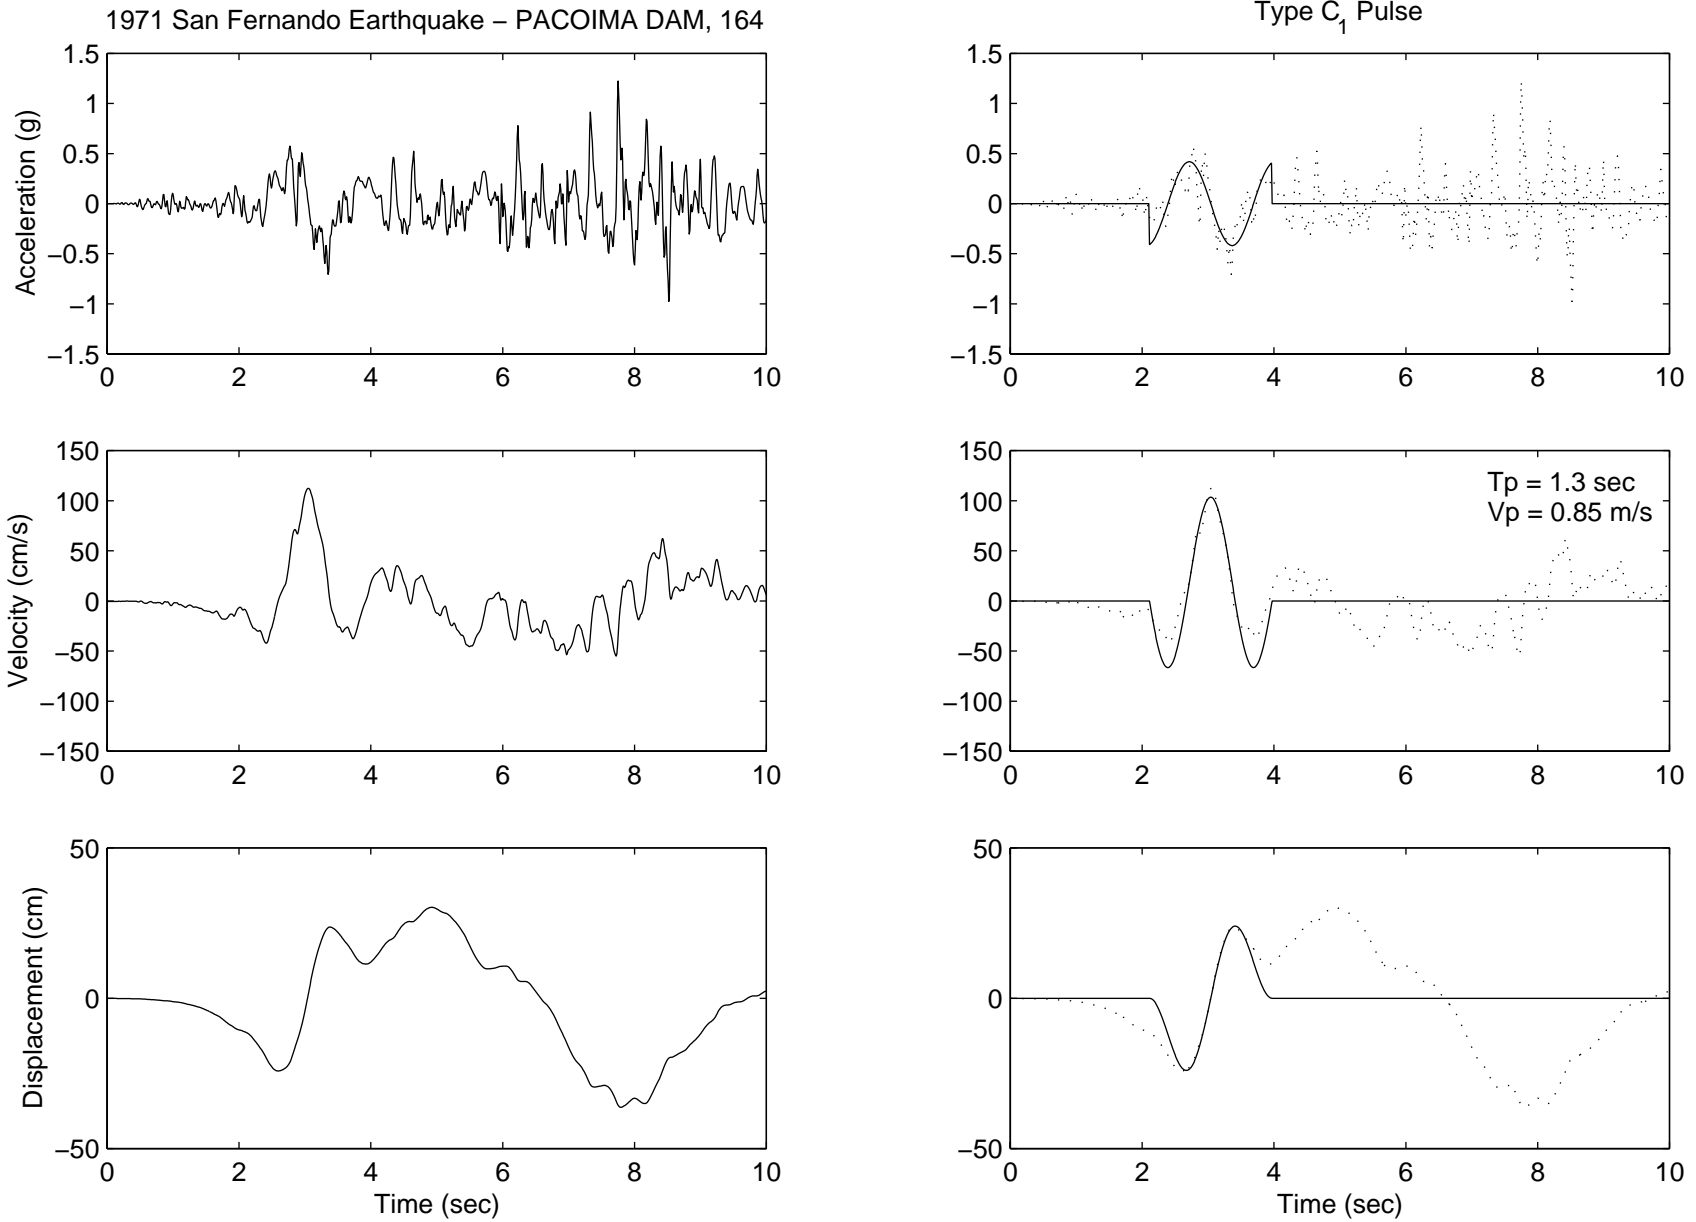 1971 San Fernando Earthquake – PACOIMA DAM, 164
1.5
1
0.5
0
−0.5
−1
−1.5
Acceleration (g)
0 2 4 6 8 10
Type C1 Pulse
1.5
1
0.5
0
−0.5
−1
−1.5
0 2 4 6 8 10
150
100
50
0
−50
−100
−150
Velocity (cm/s)
0 2 4 6 8 10
150
100
50
0
−50
−100
−150
Tp = 1.3 sec
Vp = 0.85 m/s
0 2 4 6 8 10
50
0
−50
Displacement (cm)
0 2 4 6 8 10
Time (sec)
50
0
−50
0 2 4 6 8 10
Time (sec)